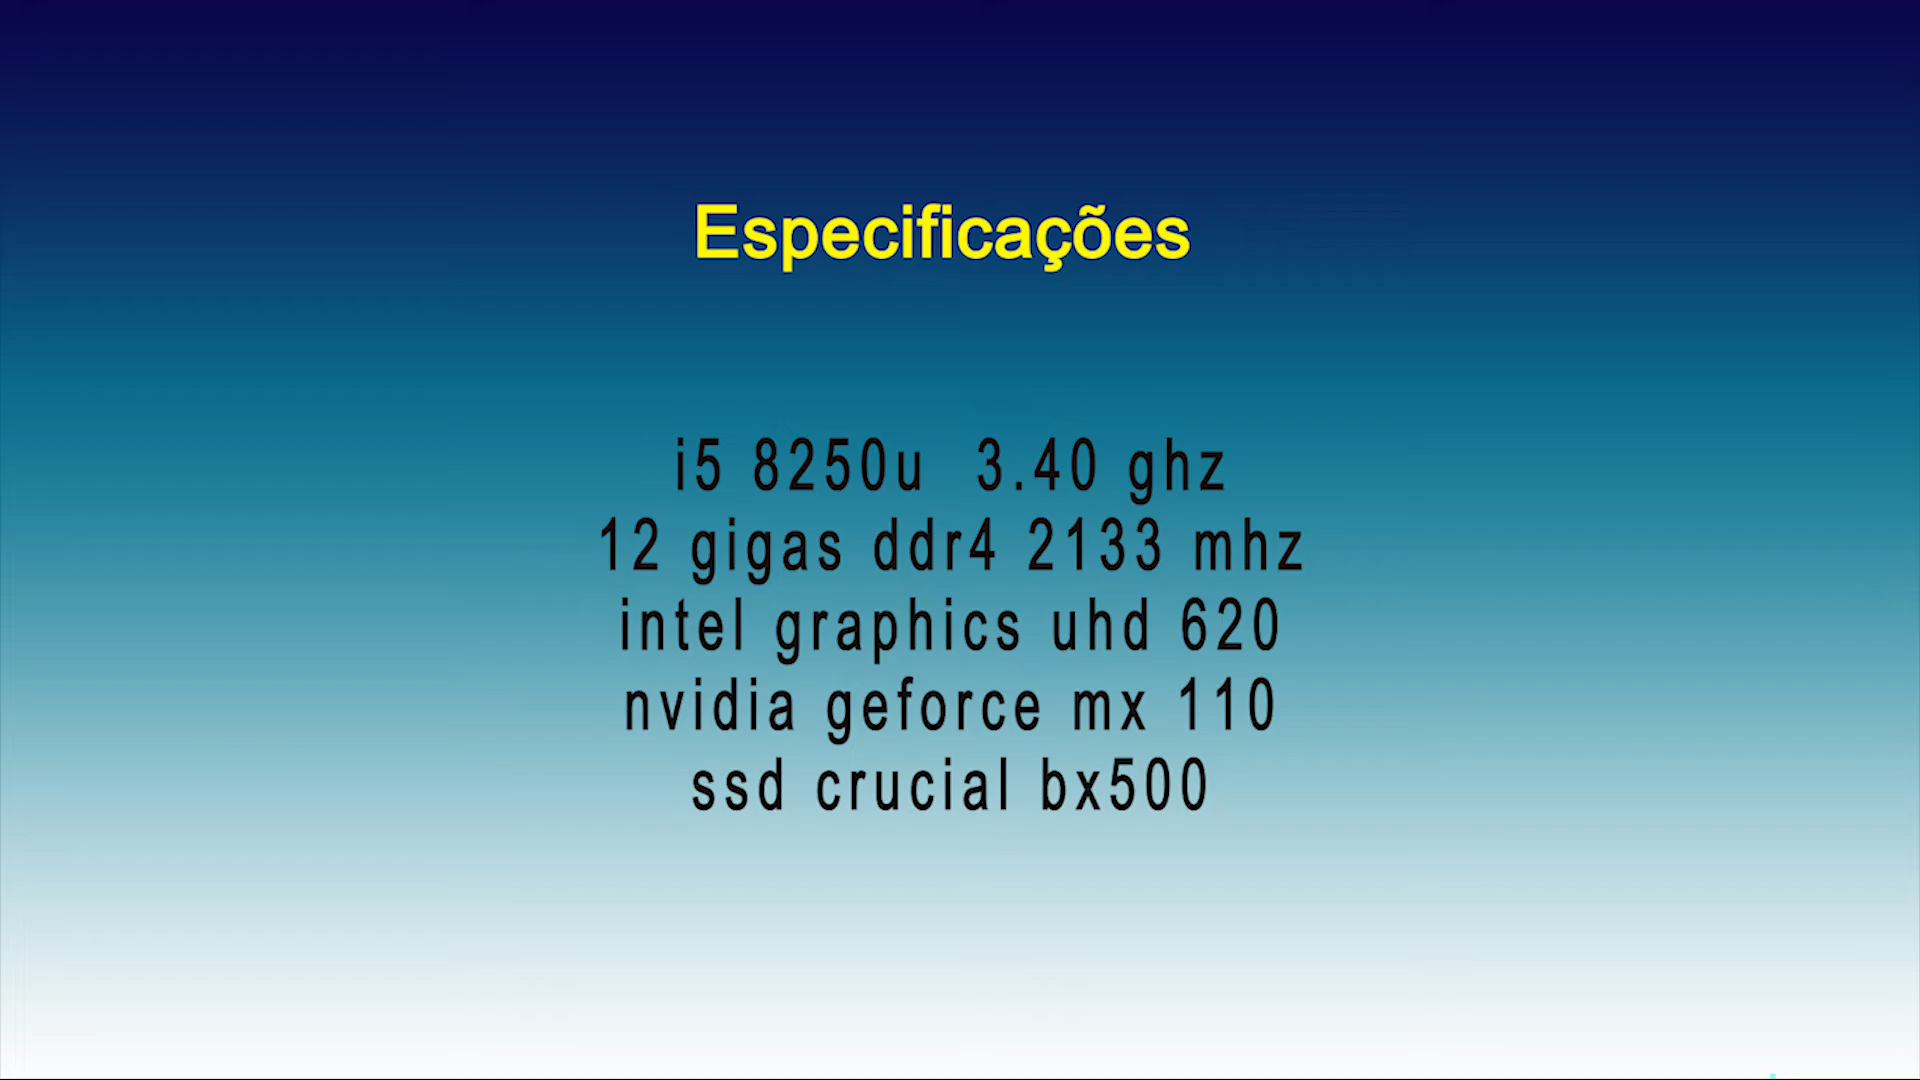 Especificações
i5 8250u 3.40 ghz
12 gigas ddr4 2133 mhz
intel graphics uhd 620
nvidia geforce mx 110
ssd crucial bx500